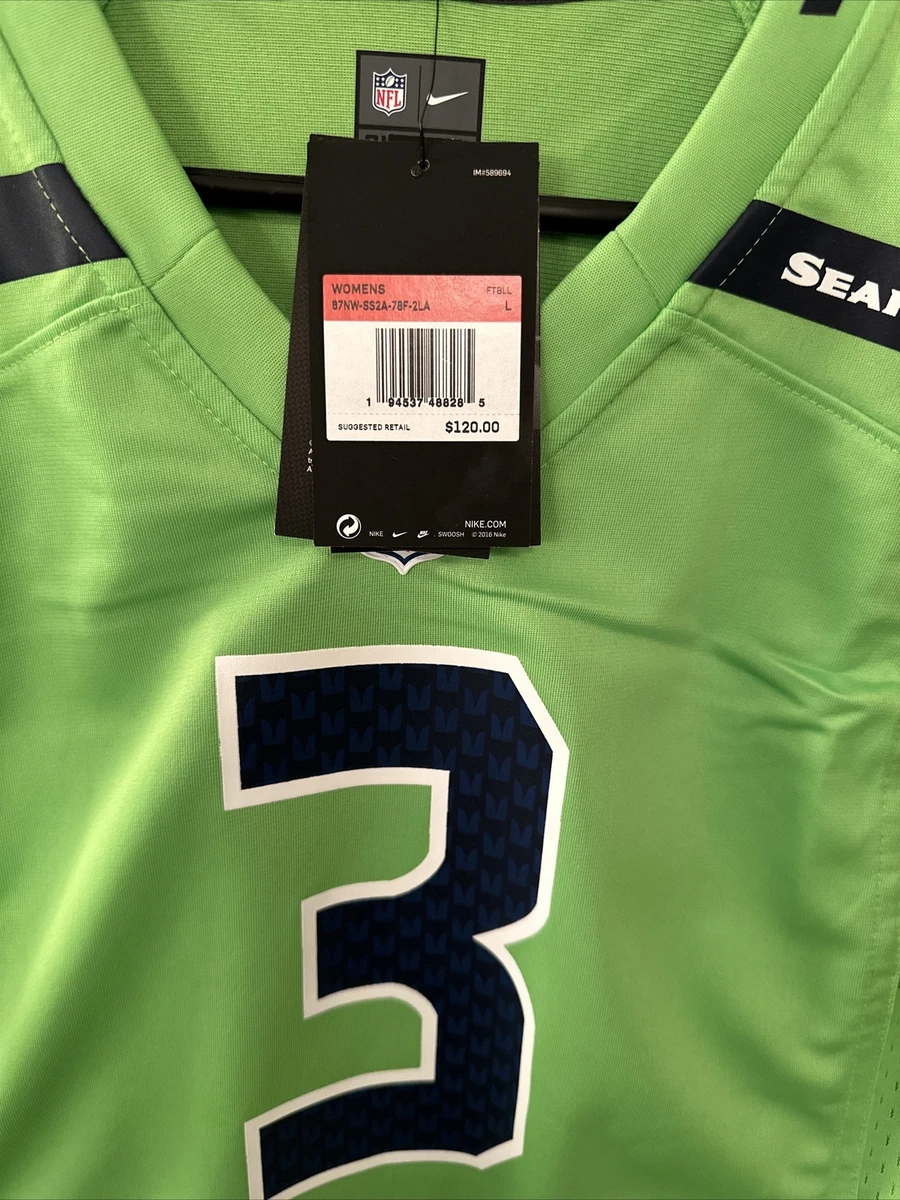 NFL
IM#589694
WOMENS FTBLL
67NW-SS2A-78F-2LA L
1 94537 48828 5
SUGGESTED RETAIL $120.00
NIKE.COM
NIKE . SWOOSH © 2016 Nike
SEA
3